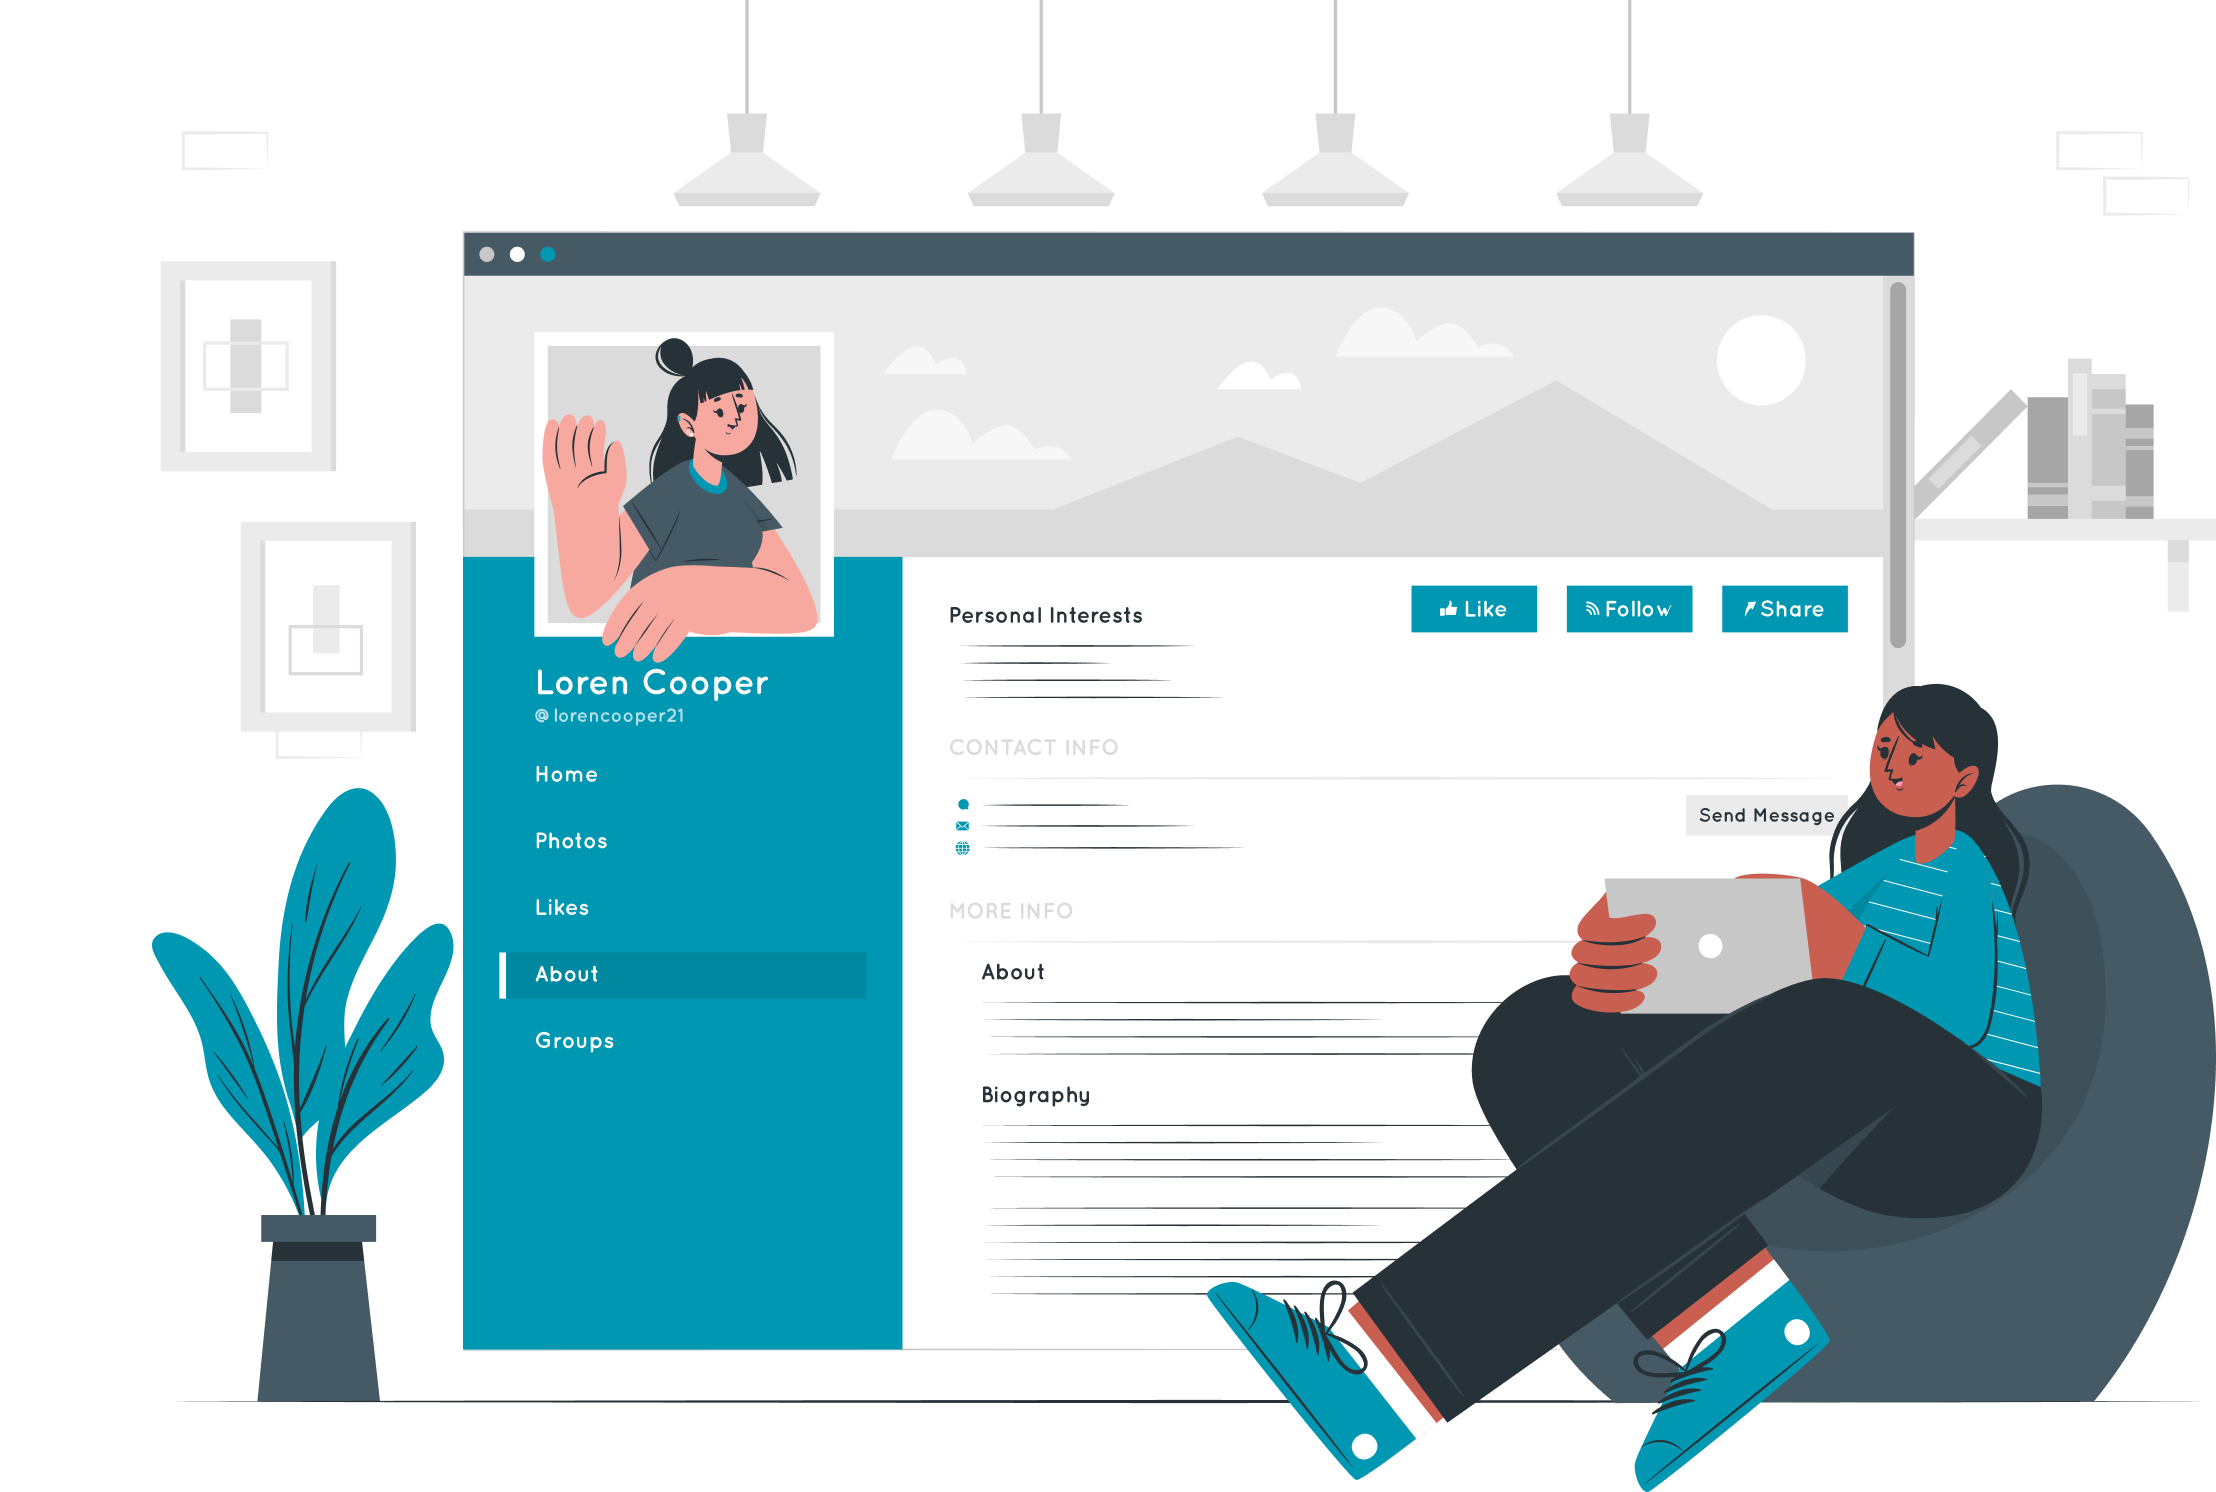 Loren Cooper
@lorencooper21
Home
Photos
Likes
About
Groups
Personal Interests
Like
Follow
Share
CONTACT INFO
Send Message
MORE INFO
About
Biography